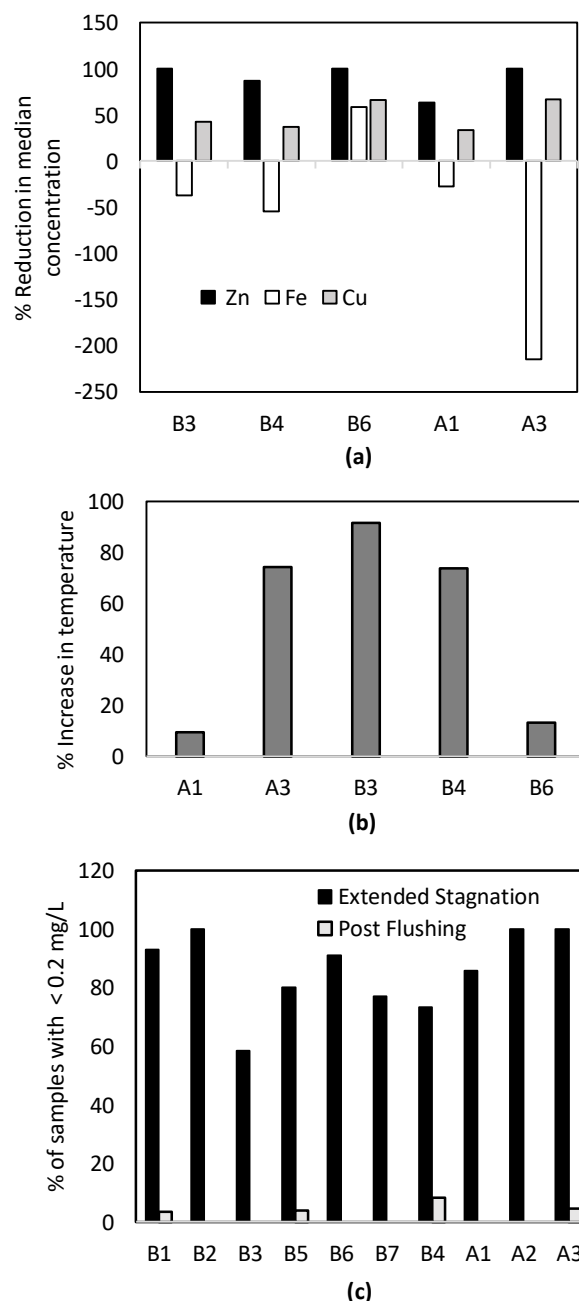 % Reduction in median
concentration
150
100
50
0
-50
-100
-150
-200
-250
Zn Fe Cu
B3 B4 B6 A1 A3
(a)
% Increase in temperature
100
80
60
40
20
0
A1 A3 B3 B4 B6
(b)
% of samples with < 0.2 mg/L
120
100
80
60
40
20
0
Extended Stagnation
Post Flushing
B1 B2 B3 B5 B6 B7 B4 A1 A2 A3
(c)